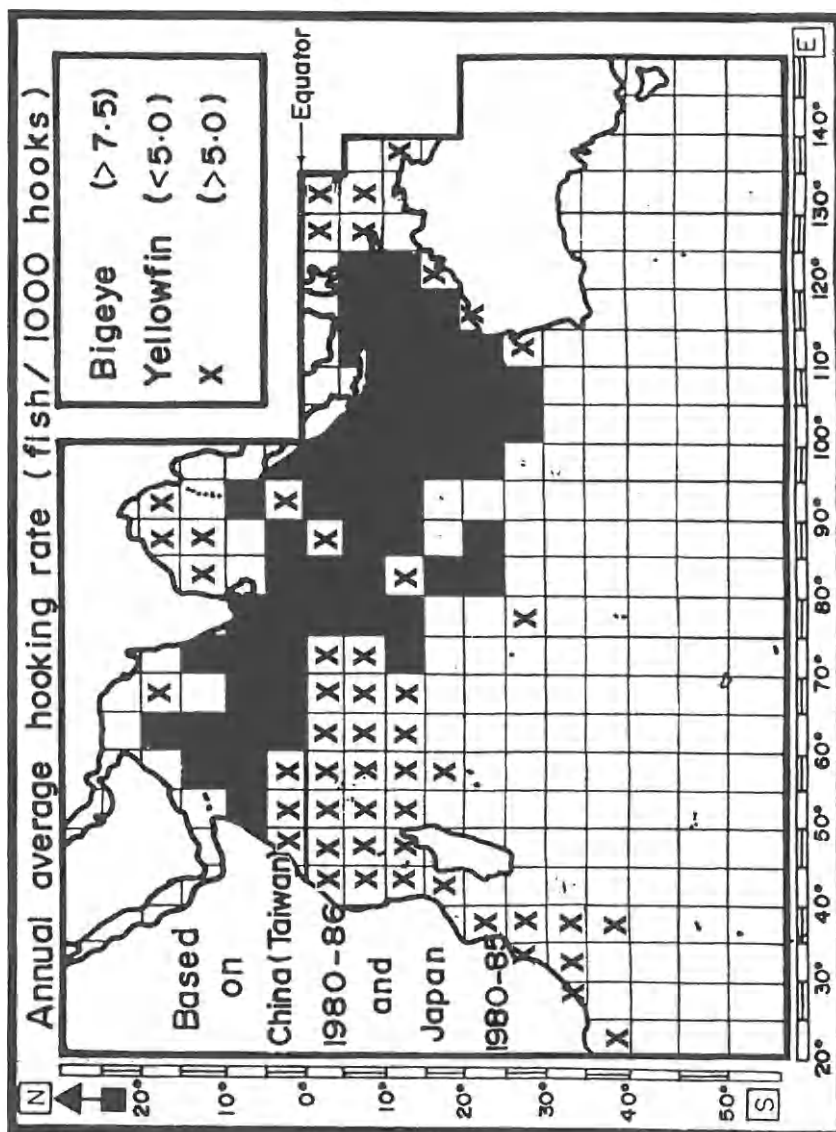 Annual average hooking rate (fish/ 1000 hooks)
Bigeye (> 7·5)
Yellowfin (<5·0)
X (>5·0)
Equator
Based
on
China(Taiwan)
1980-86
and
Japan
1980-85
N
20°
10°
0°
10°
20°
30°
40°
50°
S
20° 30° 40° 50° 60° 70° 80° 90° 100° 110° 120° 130° 140° E